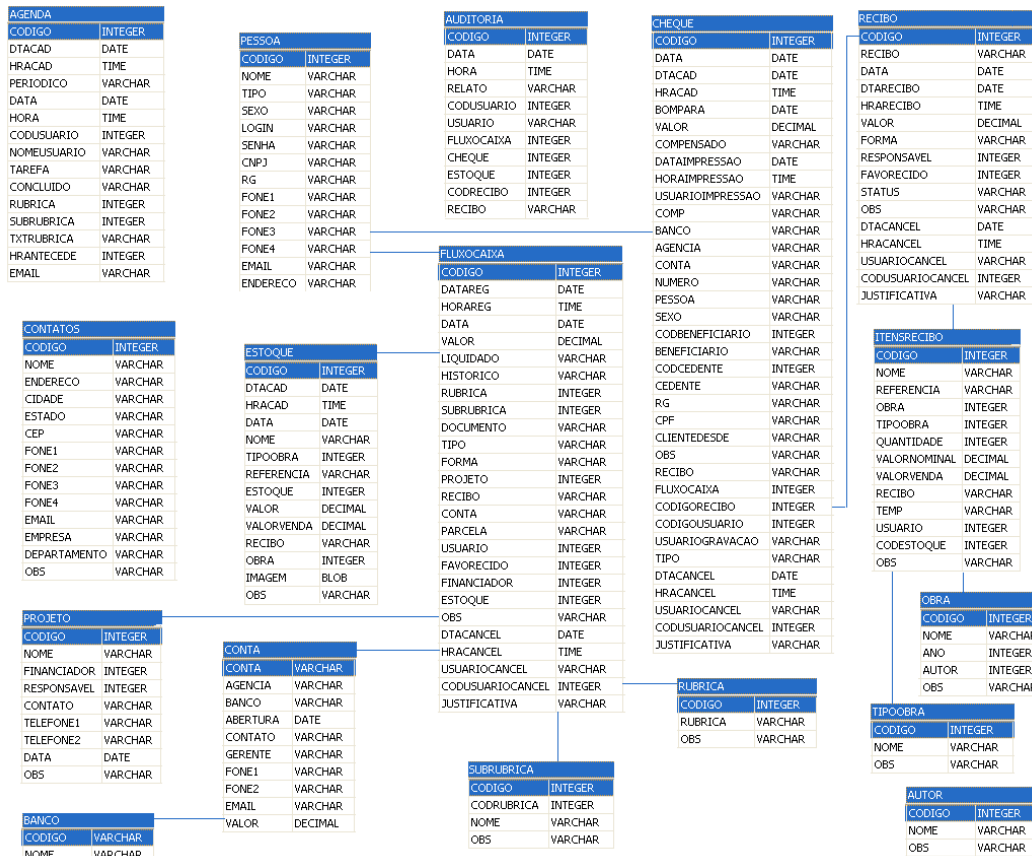 AGENDA
CODIGO INTEGER
DTACAD DATE
HRACAD TIME
PERIODICO VARCHAR
DATA DATE
HORA TIME
CODUSUARIO INTEGER
NOMEUSUARIO VARCHAR
TAREFA VARCHAR
CONCLUIDO VARCHAR
RUBRICA INTEGER
SUBRUBRICA INTEGER
TXTRUBRICA VARCHAR
HRANTECEDE INTEGER
EMAIL VARCHAR
PESSOA
CODIGO INTEGER
NOME VARCHAR
TIPO VARCHAR
SEXO VARCHAR
LOGIN VARCHAR
SENHA VARCHAR
CNPJ VARCHAR
RG VARCHAR
FONE1 VARCHAR
FONE2 VARCHAR
FONE3 VARCHAR
FONE4 VARCHAR
EMAIL VARCHAR
ENDERECO VARCHAR
AUDITORIA
CODIGO INTEGER
DATA DATE
HORA TIME
RELATO VARCHAR
CODUSUARIO INTEGER
USUARIO VARCHAR
FLUXOCAIXA INTEGER
CHEQUE INTEGER
ESTOQUE INTEGER
CODRECIBO INTEGER
RECIBO VARCHAR
CHEQUE
CODIGO INTEGER
DATA DATE
DTACAD DATE
HRACAD TIME
BOMPARA DATE
VALOR DECIMAL
COMPENSADO VARCHAR
DATAIMPRESSAO DATE
HORAIMPRESSAO TIME
USUARIOIMPRESSAO VARCHAR
COMP VARCHAR
BANCO VARCHAR
AGENCIA VARCHAR
CONTA VARCHAR
NUMERO VARCHAR
PESSOA VARCHAR
SEXO VARCHAR
CODBENEFICIARIO INTEGER
BENEFICIARIO VARCHAR
CODCEDENTE INTEGER
CEDENTE VARCHAR
RG VARCHAR
CPF VARCHAR
CLIENTEDESDE VARCHAR
OBS VARCHAR
RECIBO VARCHAR
FLUXOCAIXA INTEGER
CODIGORECIBO INTEGER
CODIGOUSUARIO INTEGER
USUARIOGRAVACAO VARCHAR
TIPO VARCHAR
DTACANCEL DATE
HRACANCEL TIME
USUARIOCANCEL VARCHAR
CODUSUARIOCANCEL INTEGER
JUSTIFICATIVA VARCHAR
RECIBO
CODIGO INTEGER
RECIBO VARCHAR
DATA DATE
DTARECIBO DATE
HRARECIBO TIME
VALOR DECIMAL
FORMA VARCHAR
RESPONSAVEL INTEGER
FAVORECIDO INTEGER
STATUS VARCHAR
OBS VARCHAR
DTACANCEL DATE
HRACANCEL TIME
USUARIOCANCEL VARCHAR
CODUSUARIOCANCEL INTEGER
JUSTIFICATIVA VARCHAR
FLUXOCAIXA
CODIGO INTEGER
DATAREG DATE
HORAREG TIME
DATA DATE
VALOR DECIMAL
LIQUIDADO VARCHAR
HISTORICO VARCHAR
RUBRICA INTEGER
SUBRUBRICA INTEGER
DOCUMENTO VARCHAR
TIPO VARCHAR
FORMA VARCHAR
PROJETO INTEGER
RECIBO VARCHAR
CONTA VARCHAR
PARCELA VARCHAR
USUARIO INTEGER
FAVORECIDO INTEGER
FINANCIADOR INTEGER
ESTOQUE INTEGER
OBS VARCHAR
DTACANCEL DATE
HRACANCEL TIME
USUARIOCANCEL VARCHAR
CODUSUARIOCANCEL INTEGER
JUSTIFICATIVA VARCHAR
CONTATOS
CODIGO INTEGER
NOME VARCHAR
ENDERECO VARCHAR
CIDADE VARCHAR
ESTADO VARCHAR
CEP VARCHAR
FONE1 VARCHAR
FONE2 VARCHAR
FONE3 VARCHAR
FONE4 VARCHAR
EMAIL VARCHAR
EMPRESA VARCHAR
DEPARTAMENTO VARCHAR
OBS VARCHAR
ESTOQUE
CODIGO INTEGER
DTACAD DATE
HRACAD TIME
DATA DATE
NOME VARCHAR
TIPOOBRA INTEGER
REFERENCIA VARCHAR
ESTOQUE INTEGER
VALOR DECIMAL
VALORVENDA DECIMAL
RECIBO VARCHAR
OBRA INTEGER
IMAGEM BLOB
OBS VARCHAR
ITENSRECIBO
CODIGO INTEGER
NOME VARCHAR
REFERENCIA VARCHAR
OBRA INTEGER
TIPOOBRA INTEGER
QUANTIDADE INTEGER
VALORNOMINAL DECIMAL
VALORVENDA DECIMAL
RECIBO VARCHAR
TEMP VARCHAR
USUARIO INTEGER
CODESTOQUE INTEGER
OBS VARCHAR
OBRA
CODIGO INTEGER
NOME VARCHAR
ANO INTEGER
AUTOR INTEGER
OBS VARCHAR
PROJETO
CODIGO INTEGER
NOME VARCHAR
FINANCIADOR INTEGER
RESPONSAVEL INTEGER
CONTATO VARCHAR
TELEFONE1 VARCHAR
TELEFONE2 VARCHAR
DATA DATE
OBS VARCHAR
CONTA
CONTA VARCHAR
AGENCIA VARCHAR
BANCO VARCHAR
ABERTURA DATE
CONTATO VARCHAR
GERENTE VARCHAR
FONE1 VARCHAR
FONE2 VARCHAR
EMAIL VARCHAR
VALOR DECIMAL
RUBRICA
CODIGO INTEGER
RUBRICA VARCHAR
OBS VARCHAR
TIPOOBRA
CODIGO INTEGER
NOME VARCHAR
OBS VARCHAR
SUBRUBRICA
CODIGO INTEGER
CODRUBRICA INTEGER
NOME VARCHAR
OBS VARCHAR
AUTOR
CODIGO INTEGER
NOME VARCHAR
OBS VARCHAR
BANCO
CODIGO VARCHAR
NOME VARCHAR